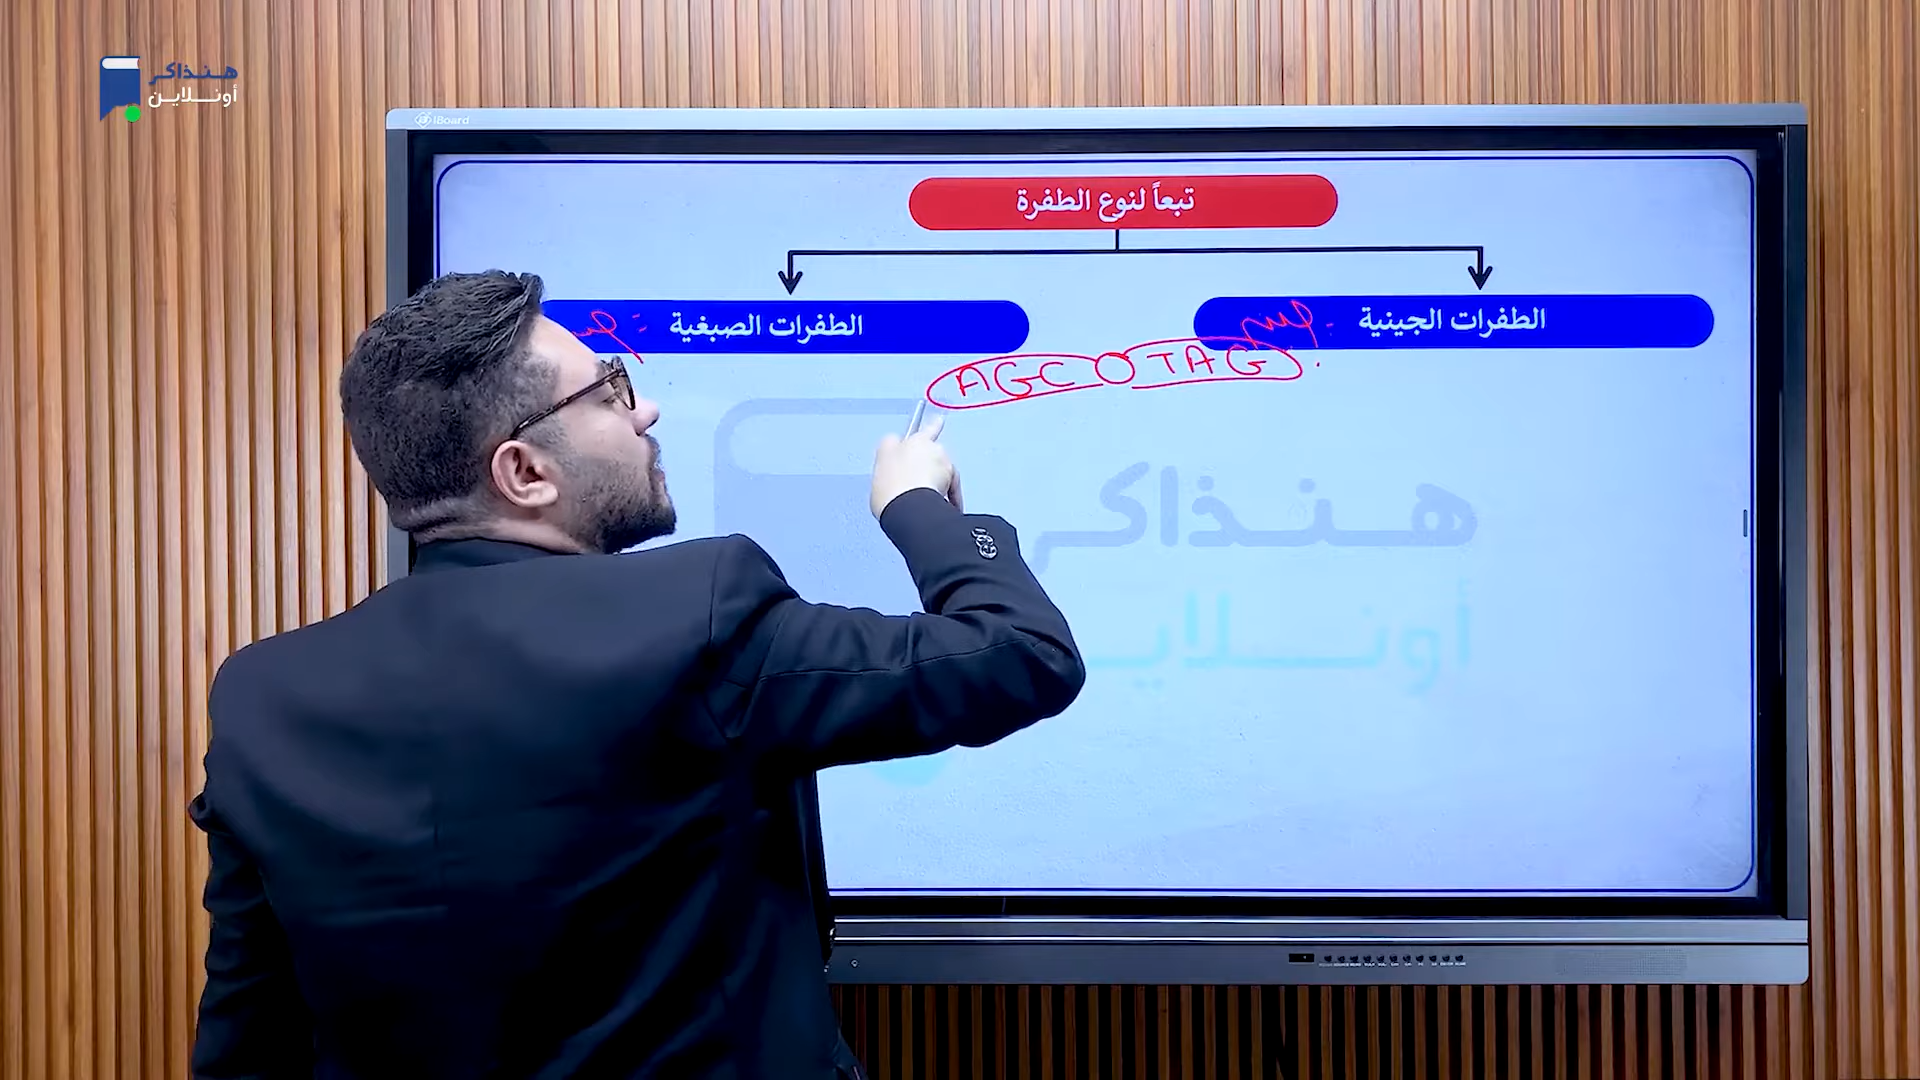 هنذاكر
أونلاين
IBoard
تبعاً لنوع الطفرة
الطفرات الجينية
الطفرات الصبغية
AGC TAG
هنذاكر
أونلاين